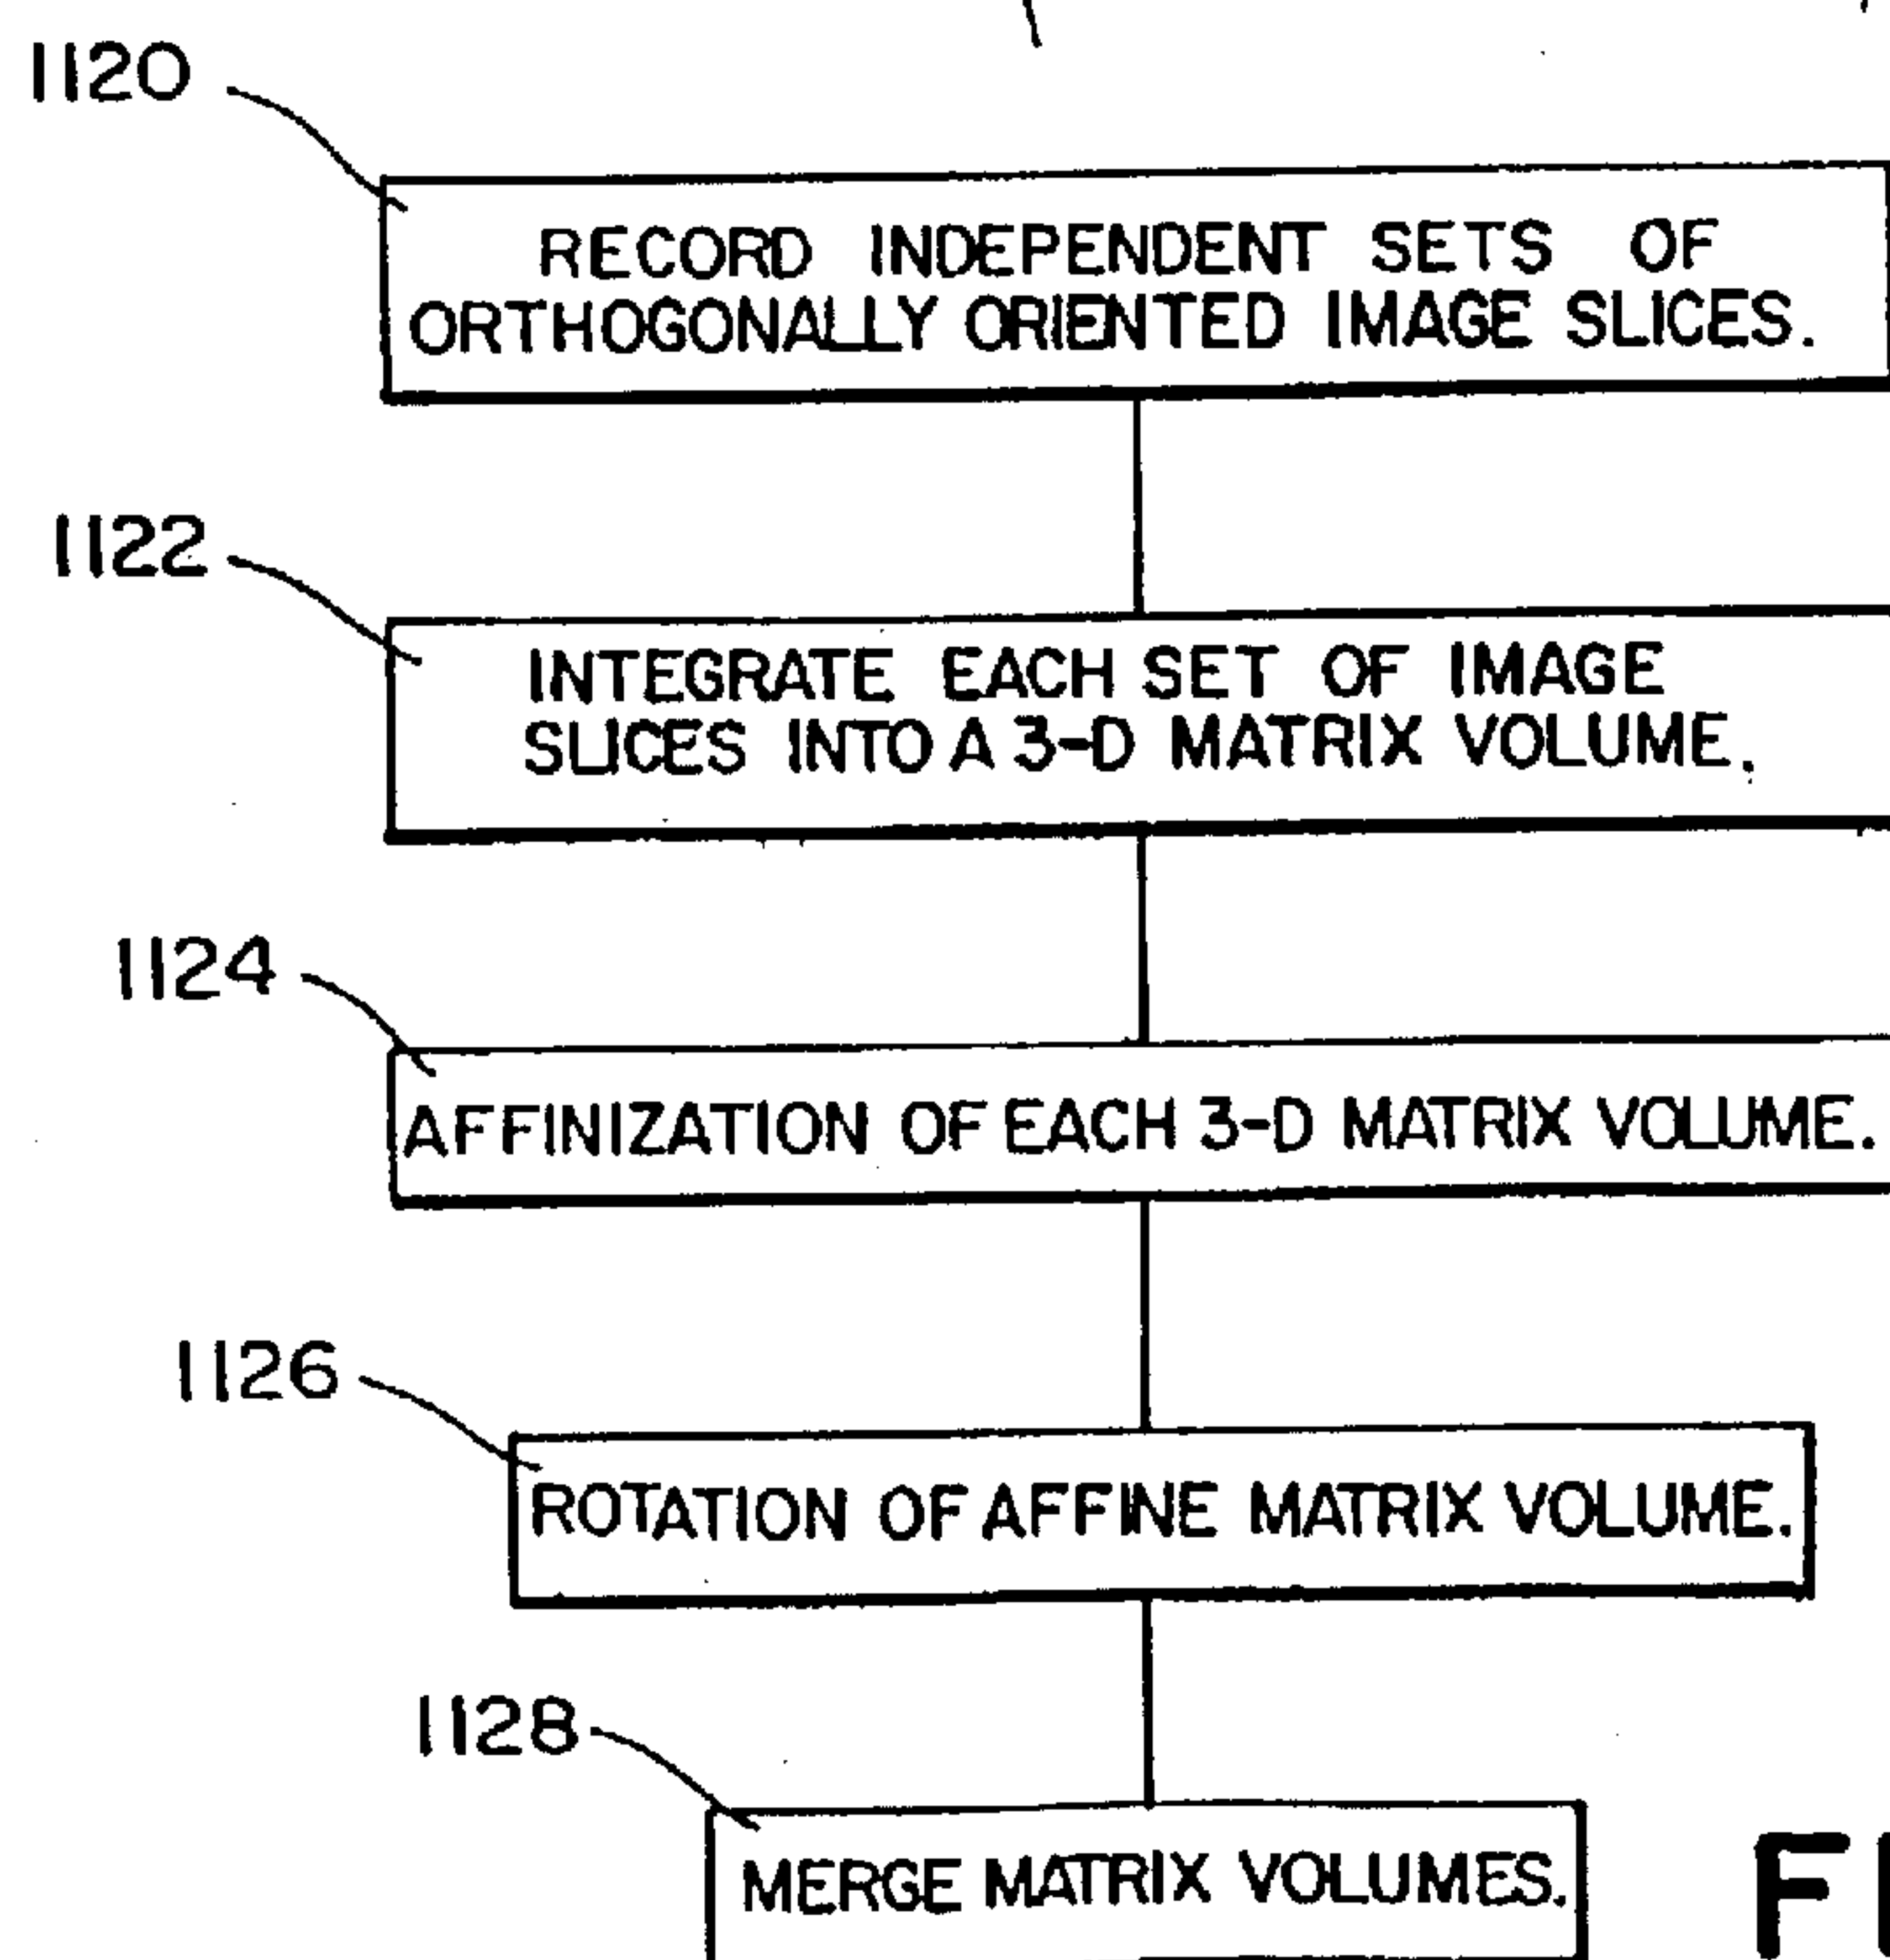 1120
RECORD INDEPENDENT SETS OF
ORTHOGONALLY ORIENTED IMAGE SLICES.
1122
INTEGRATE EACH SET OF IMAGE
SLICES INTO A 3-D MATRIX VOLUME.
1124
AFFINIZATION OF EACH 3-D MATRIX VOLUME.
1126
ROTATION OF AFFINE MATRIX VOLUME.
1128
MERGE MATRIX VOLUMES.